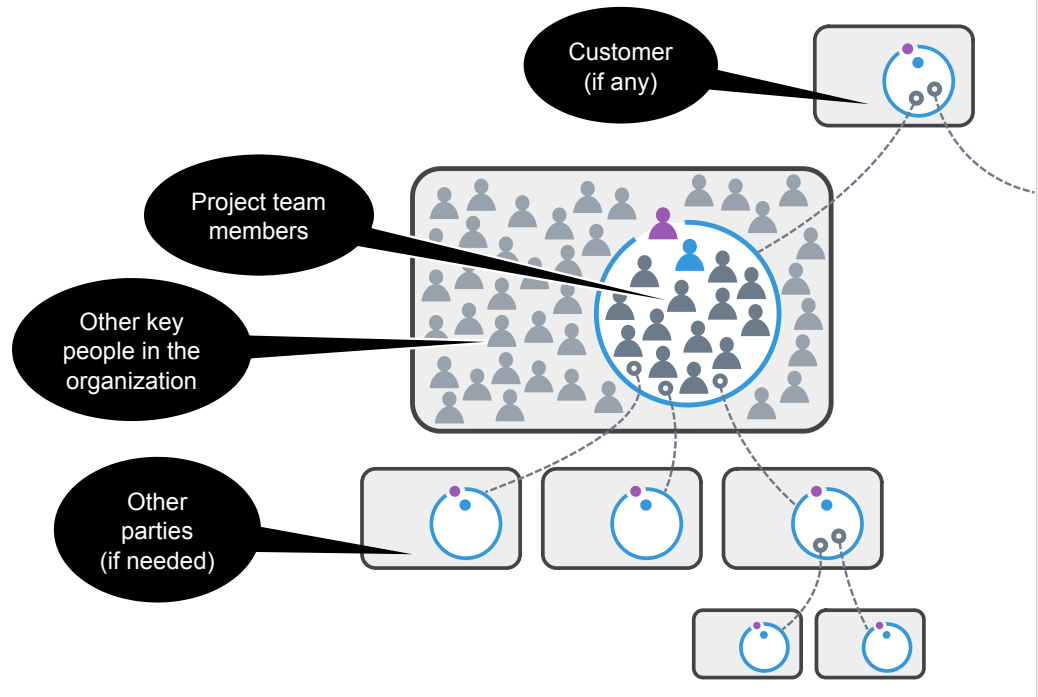 Customer
(if any)
Project team
members
Other key
people in the
organization
Other
parties
(if needed)